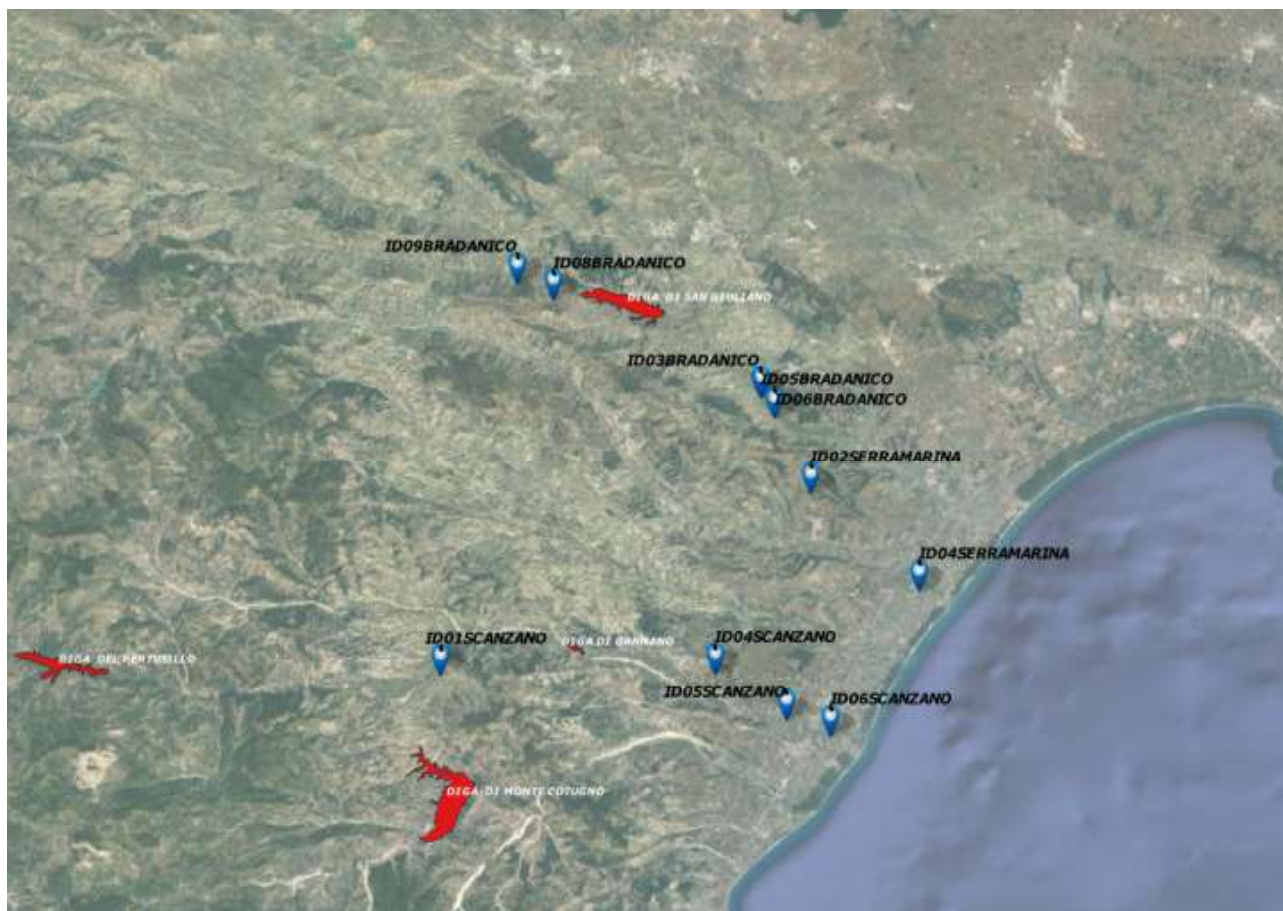 ID09BRADANICO
ID08BRADANICO
DIGA DI SAN GIULIANO
ID03BRADANICO
ID05BRADANICO
ID06BRADANICO
ID02SERRAMARINA
ID04SERRAMARINA
ID01SCANZANO
DIGA DI GANNANO
ID04SCANZANO
DIGA DEL PERTUSILLO
ID05SCANZANO
ID06SCANZANO
DIGA DI MONTE COTUGNO